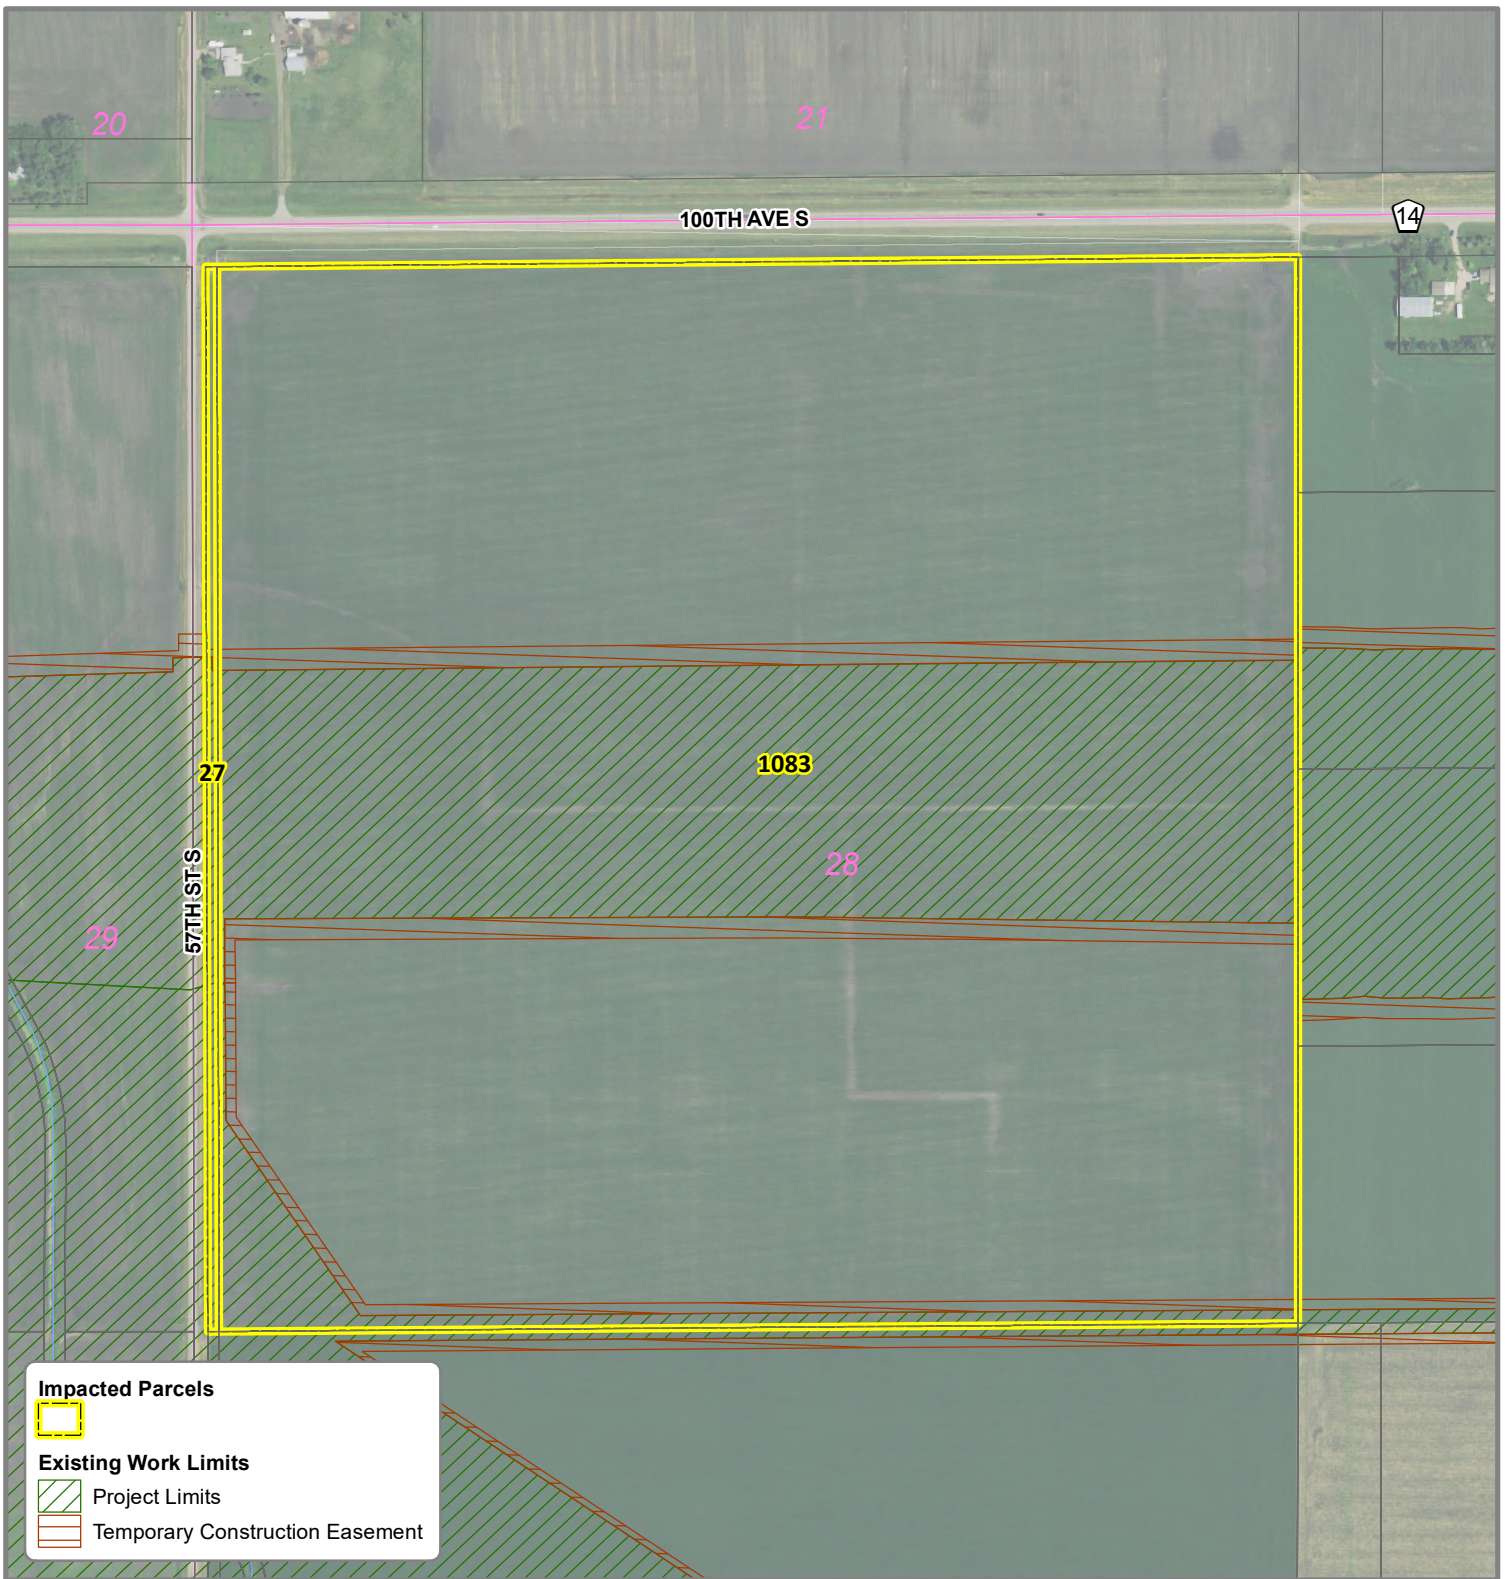 20
21
100TH AVE S
14
27
1083
28
57TH ST S
29
Impacted Parcels
Existing Work Limits
Project Limits
Temporary Construction Easement